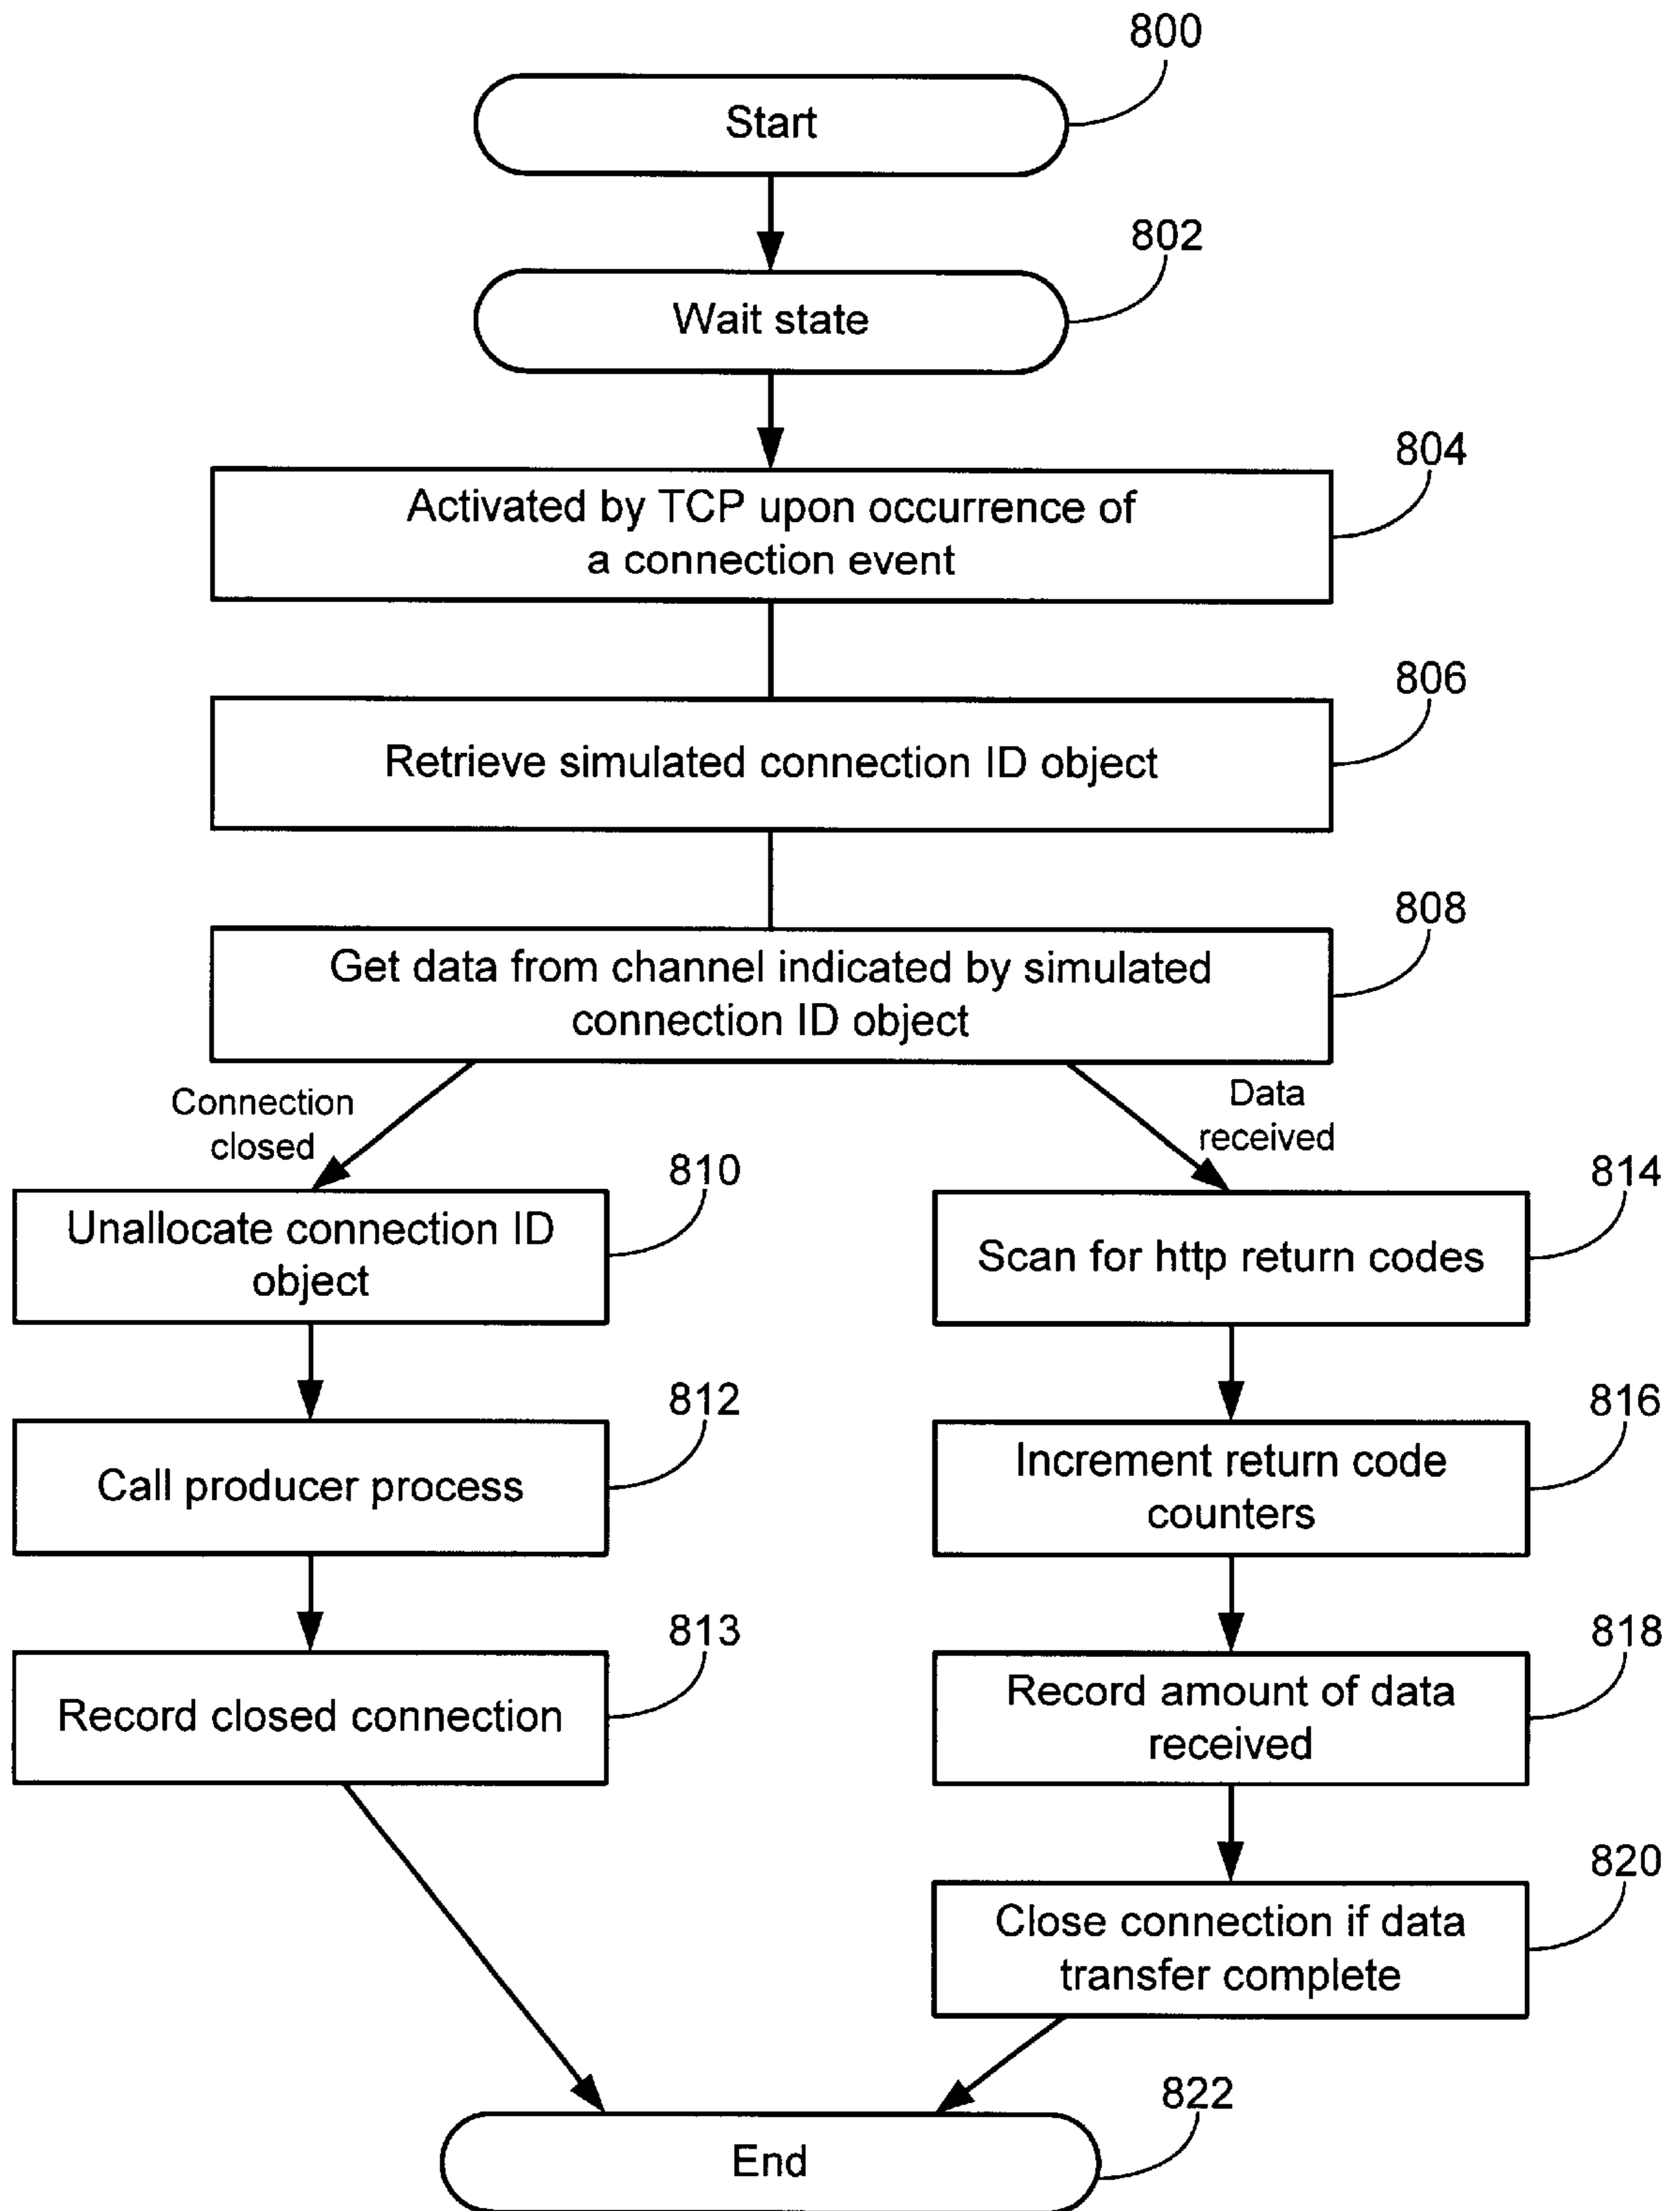 800
Start
802
Wait state
804
Activated by TCP upon occurrence of
a connection event
806
Retrieve simulated connection ID object
808
Get data from channel indicated by simulated
connection ID object
Connection
closed
Data
received
810
Unallocate connection ID
object
814
Scan for http return codes
812
Call producer process
816
Increment return code
counters
813
Record closed connection
818
Record amount of data
received
820
Close connection if data
transfer complete
822
End